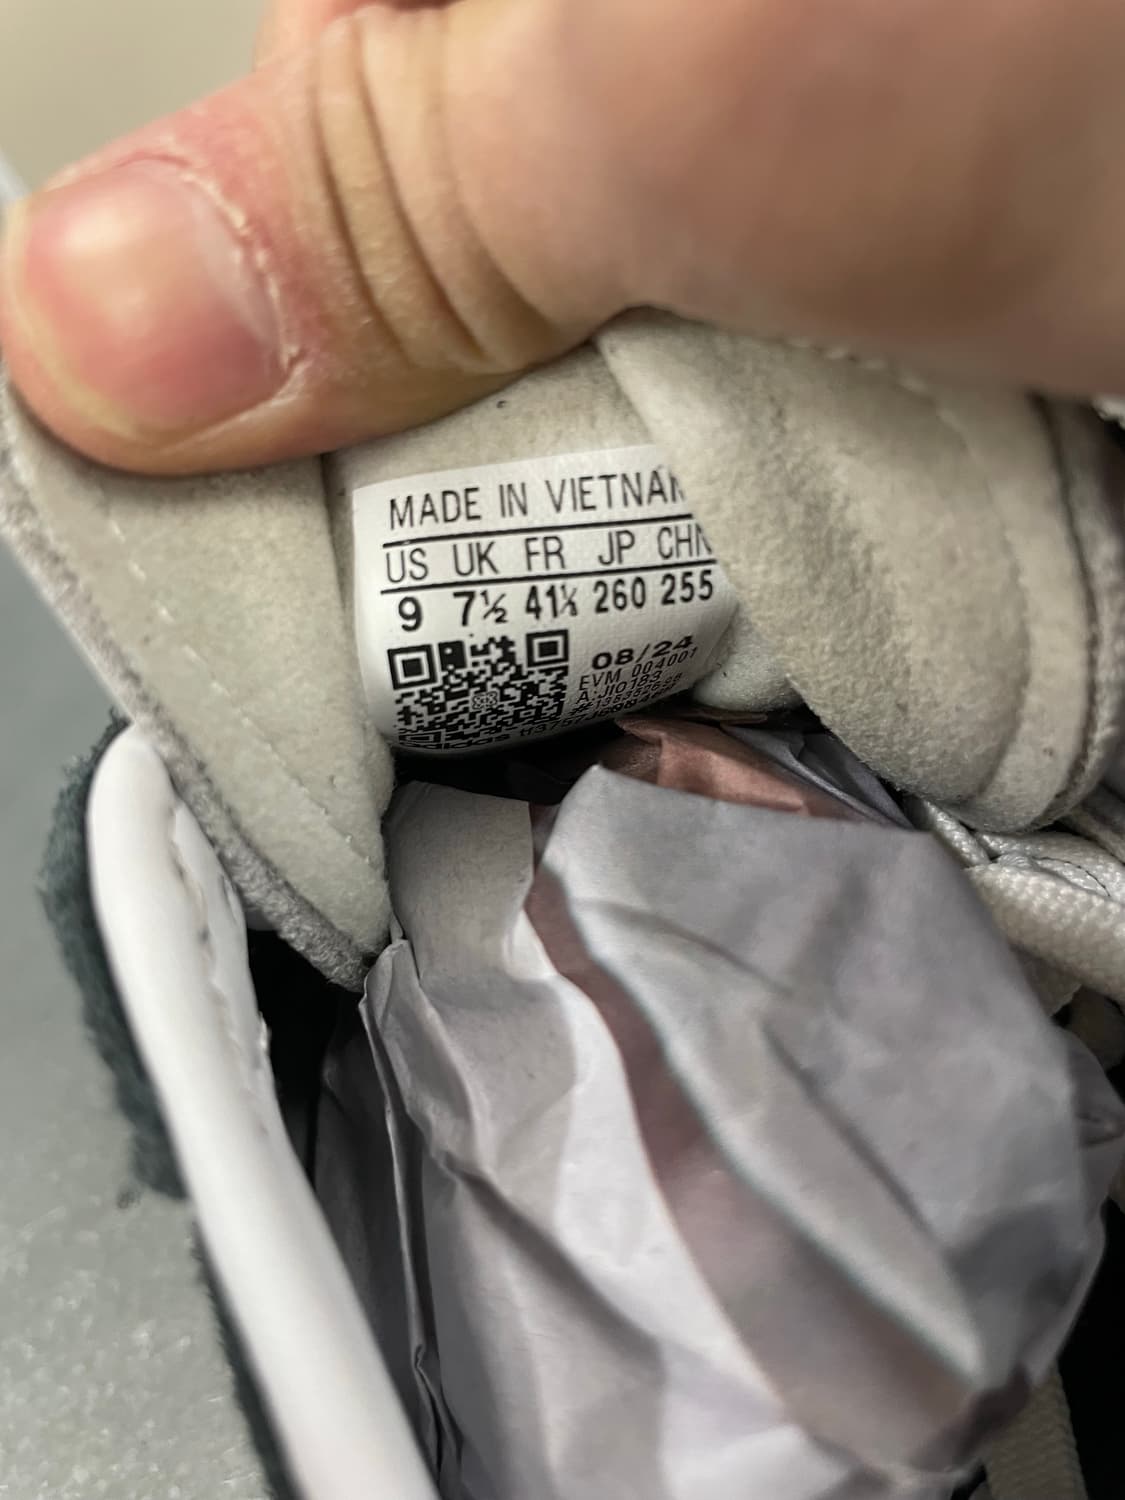 MADE IN VIETNAM
US UK FR JP CHN
9 7½ 41⅓ 260 255
08/24
EVM 004001
adidas